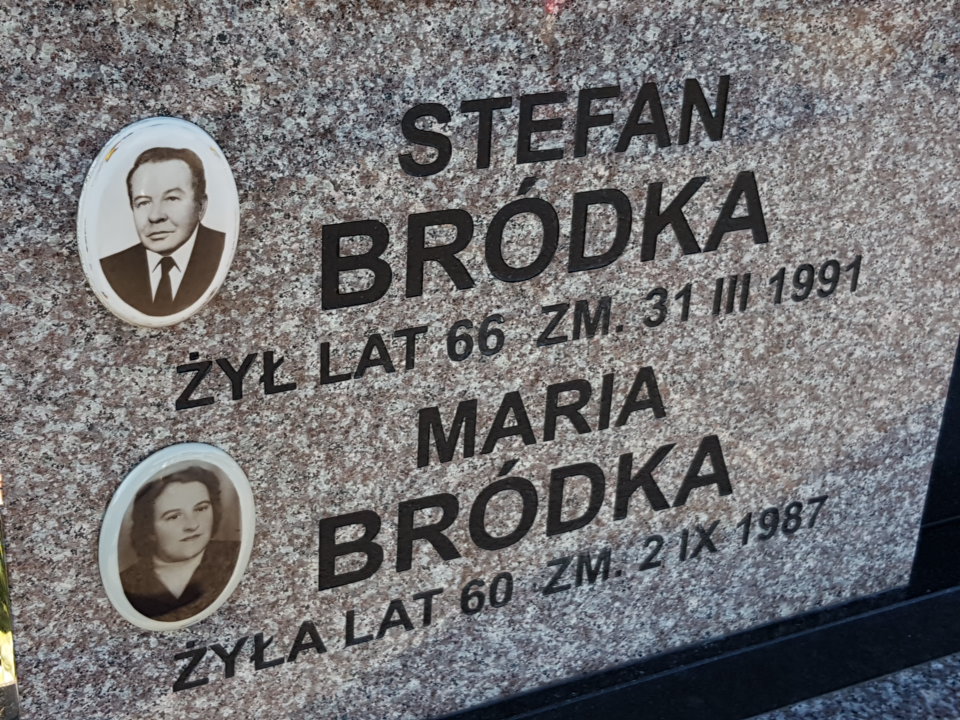 STEFAN
BRÓDKA
ŻYŁ LAT 66 ZM. 31 III 1991
MARIA
BRÓDKA
ŻYŁA LAT 60 ZM. 2 IX 1987